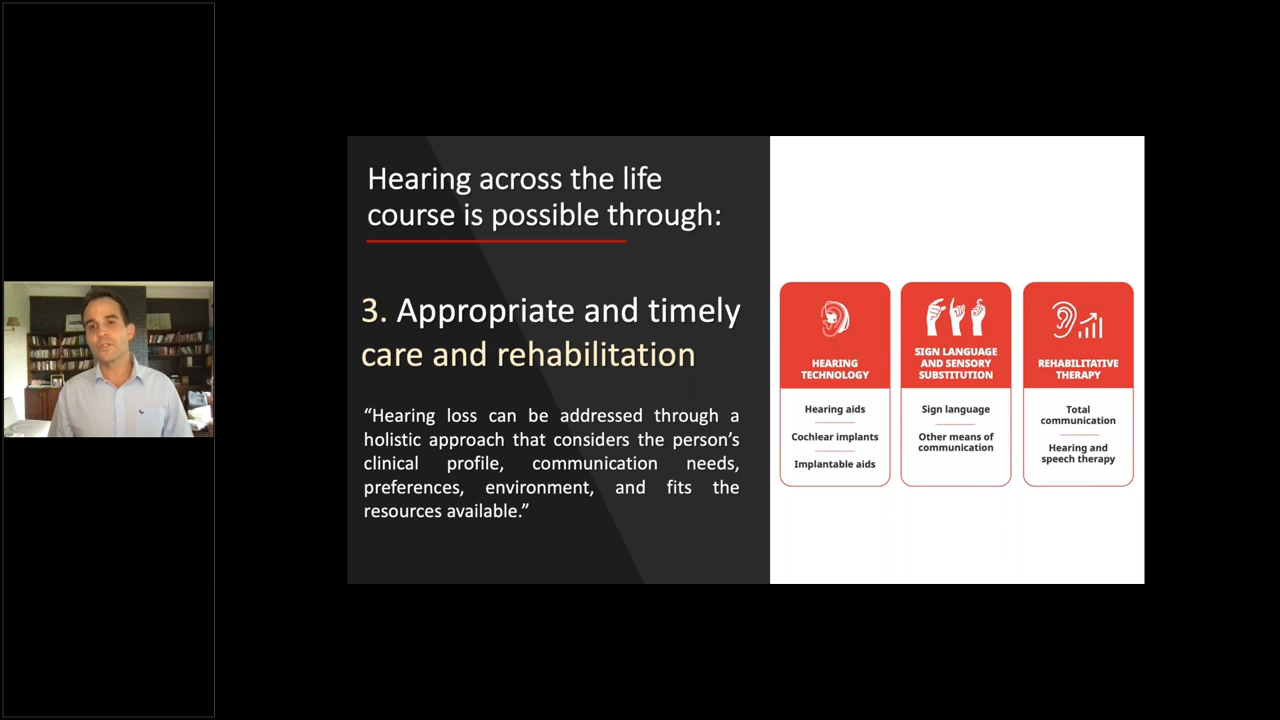 Hearing across the life
course is possible through:
3. Appropriate and timely
care and rehabilitation
“Hearing loss can be addressed through a
holistic approach that considers the person’s
clinical profile, communication needs,
preferences, environment, and fits the
resources available.”
HEARING
TECHNOLOGY
Hearing aids
Cochlear implants
Implantable aids
SIGN LANGUAGE
AND SENSORY
SUBSTITUTION
Sign language
Other means of
communication
REHABILITATIVE
THERAPY
Total
communication
Hearing and
speech therapy